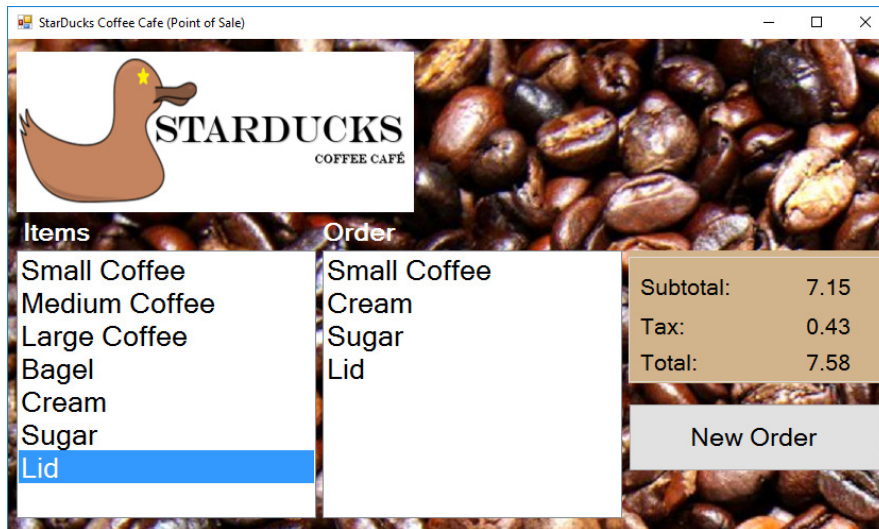 StarDucks Coffee Cafe (Point of Sale)
STARDUCKS
COFFEE CAFÉ
Items
Small Coffee
Medium Coffee
Large Coffee
Bagel
Cream
Sugar
Lid
Order
Small Coffee
Cream
Sugar
Lid
Subtotal: 7.15
Tax: 0.43
Total: 7.58
New Order